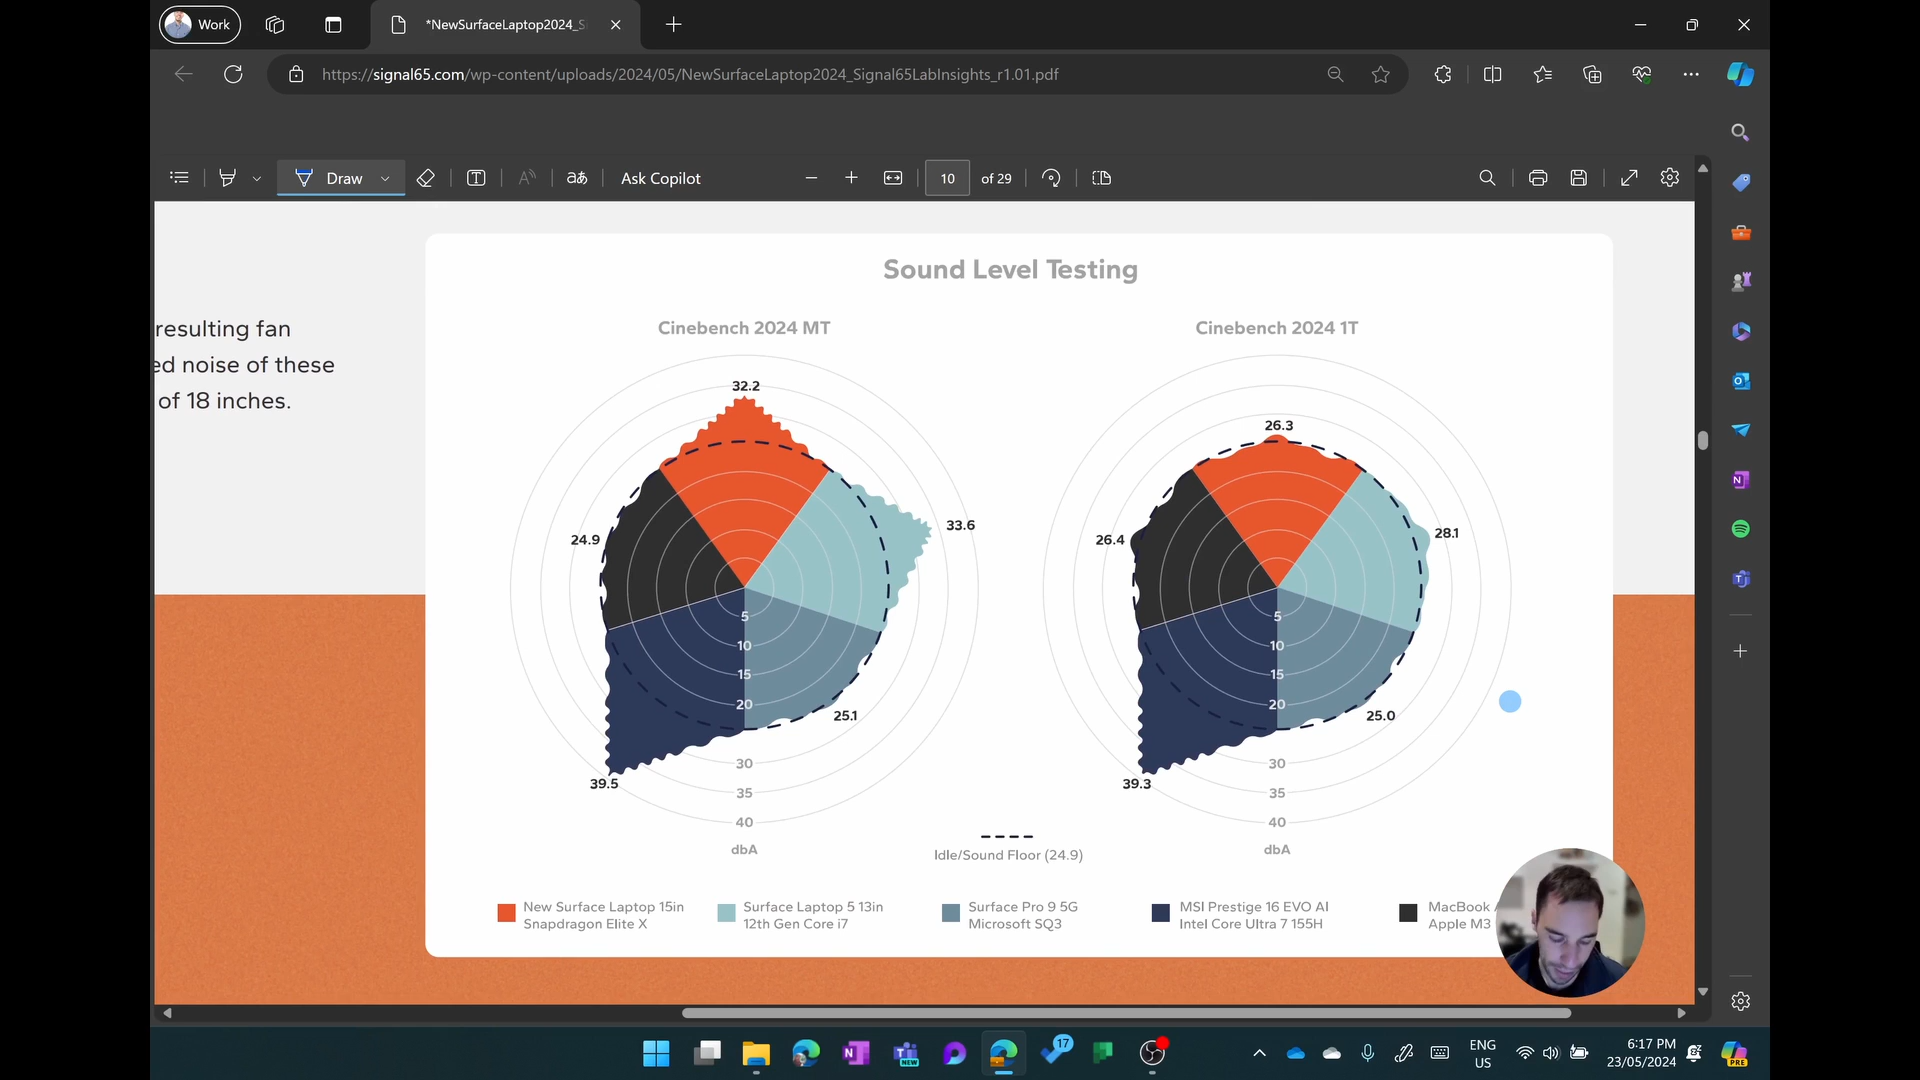 Work
*NewSurfaceLaptop2024_S
https://signal65.com/wp-content/uploads/2024/05/NewSurfaceLaptop2024_Signal65LabInsights_r1.01.pdf
Draw
aあ
Ask Copilot
10 of 29
resulting fan
ed noise of these
of 18 inches.
Sound Level Testing
Cinebench 2024 MT
32.2
33.6
24.9
25.1
39.5
5
10
15
20
30
35
40
dbA
Cinebench 2024 1T
26.3
28.1
26.4
25.0
39.3
5
10
15
20
30
35
40
dbA
Idle/Sound Floor (24.9)
New Surface Laptop 15in
Snapdragon Elite X
Surface Laptop 5 13in
12th Gen Core i7
Surface Pro 9 5G
Microsoft SQ3
MSI Prestige 16 EVO AI
Intel Core Ultra 7 155H
MacBook
Apple M3
17
NEW
ENG
US
6:17 PM
23/05/2024
PRE